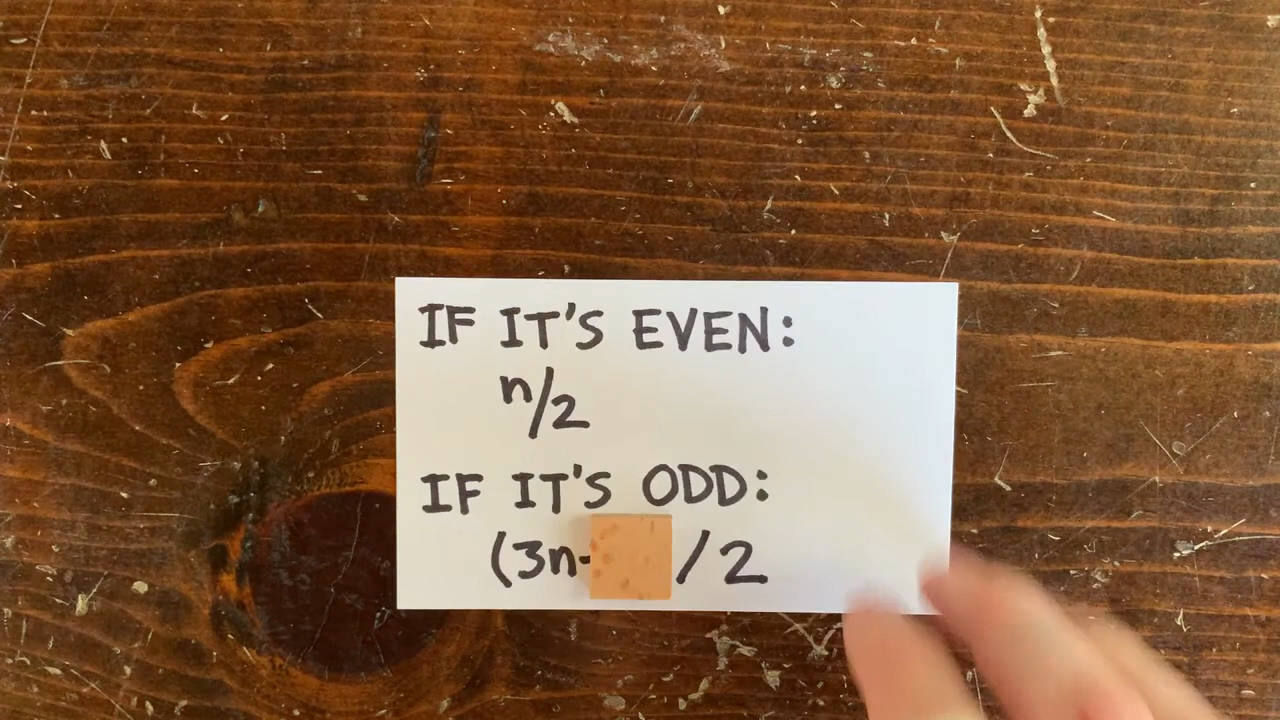 IF IT'S EVEN:
n/2
IF IT'S ODD:
(3n /2